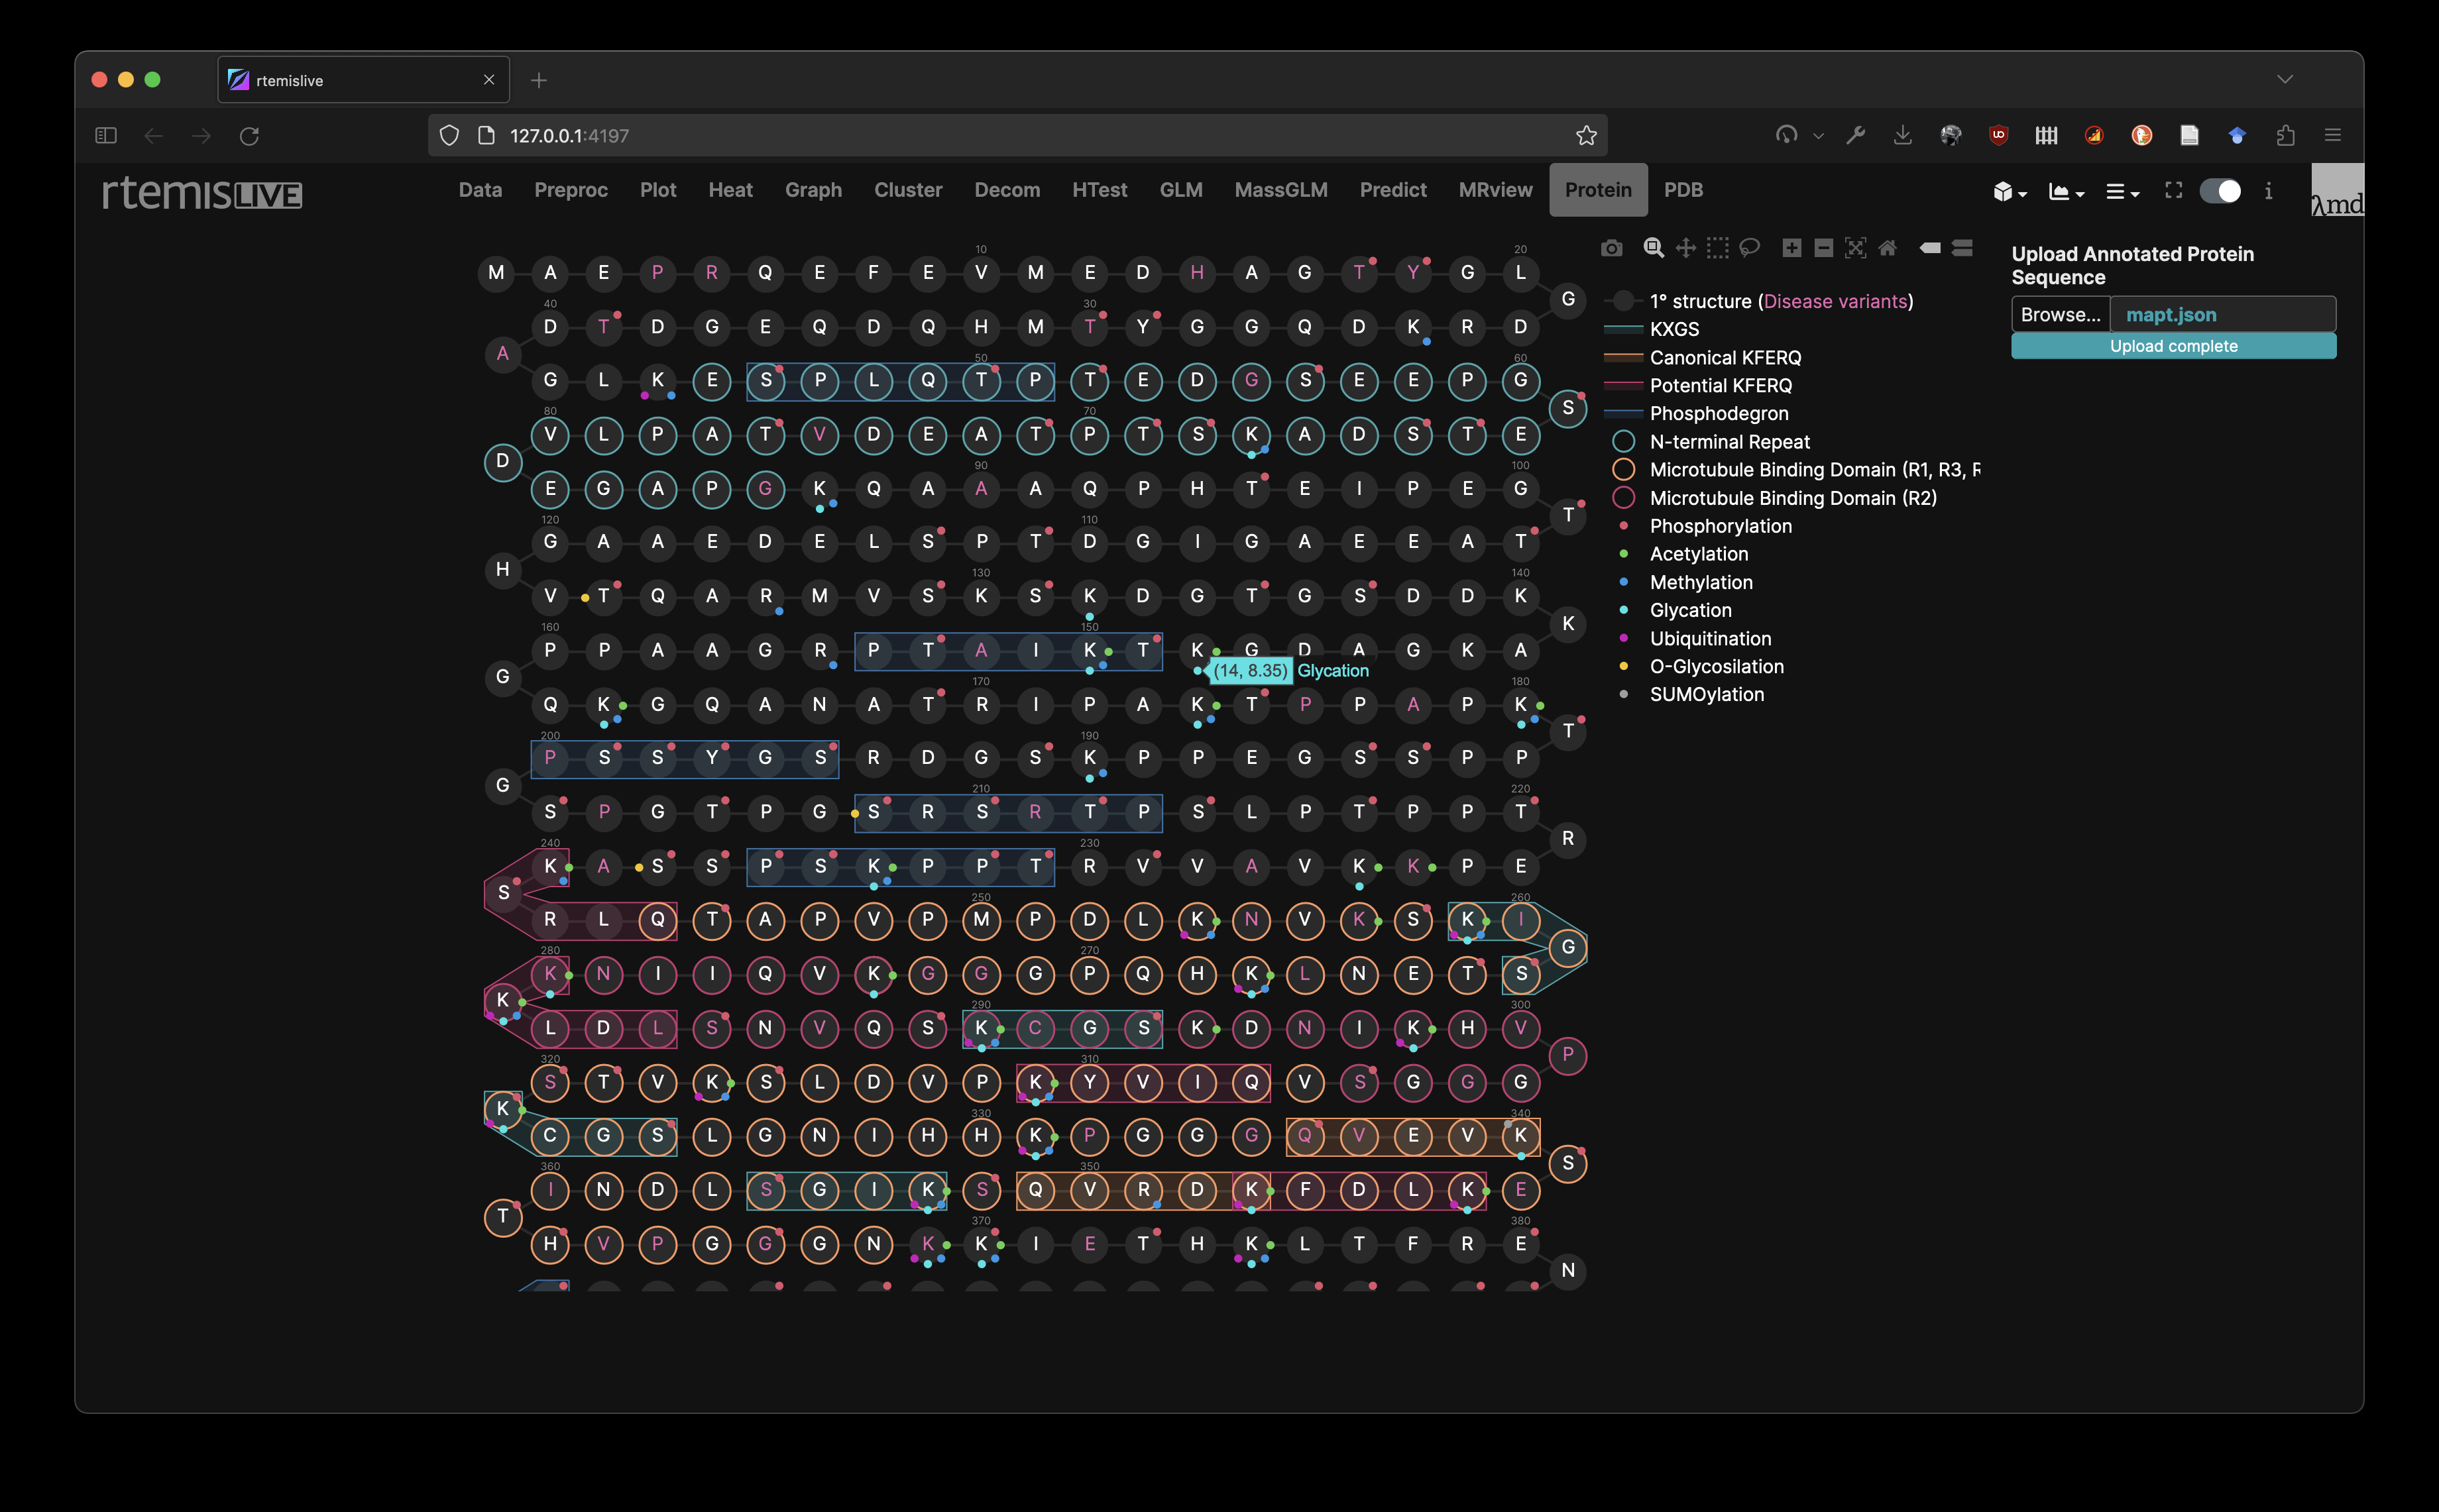 rtemislive
127.0.0.1:4197
rtemisLIVE
Data Preproc Plot Heat Graph Cluster Decom HTest GLM MassGLM Predict MRview Protein PDB
λmd
10 20
M A E P R Q E F E V M E D H A G T Y G L
G
40 30
D T D G E Q D Q H M T Y G G Q D K R D
A
50 60
G L K E S P L Q T P T E D G S E E P G
S
80 70
V L P A T V D E A T P T S K A D S T E
D
90 100
E G A P G K Q A A A Q P H T E I P E G
T
120 110
G A A E D E L S P T D G I G A E E A T
H
130 140
V T Q A R M V S K S K D G T G S D D K
K
160 150
P P A A G R P T A I K T K G D A G K A
(14, 8.35) Glycation
G
170 180
Q K G Q A N A T R I P A K T P P A P K
T
200 190
P S S Y G S R D G S K P P E G S S P P
G
210 220
S P G T P G S R S R T P S L P T P P T
R
240 230
K A S S P S K P P T R V V A V K K P E
S
250 260
R L Q T A P V P M P D L K N V K S K I
G
280 270
K N I I Q V K G G G P Q H K L N E T S
K
290 300
L D L S N V Q S K C G S K D N I K H V
P
320 310
S T V K S L D V P K Y V I Q V S G G G
K
330 340
C G S L G N I H H K P G G G Q V E V K
S
360 350
I N D L S G I K S Q V R D K F D L K E
T
370 380
H V P G G G N K K I E T H K L T F R E
N
1° structure (Disease variants)
KXGS
Canonical KFERQ
Potential KFERQ
Phosphodegron
N-terminal Repeat
Microtubule Binding Domain (R1, R3, R
Microtubule Binding Domain (R2)
Phosphorylation
Acetylation
Methylation
Glycation
Ubiquitination
O-Glycosilation
SUMOylation
Upload Annotated Protein
Sequence
Browse... mapt.json
Upload complete